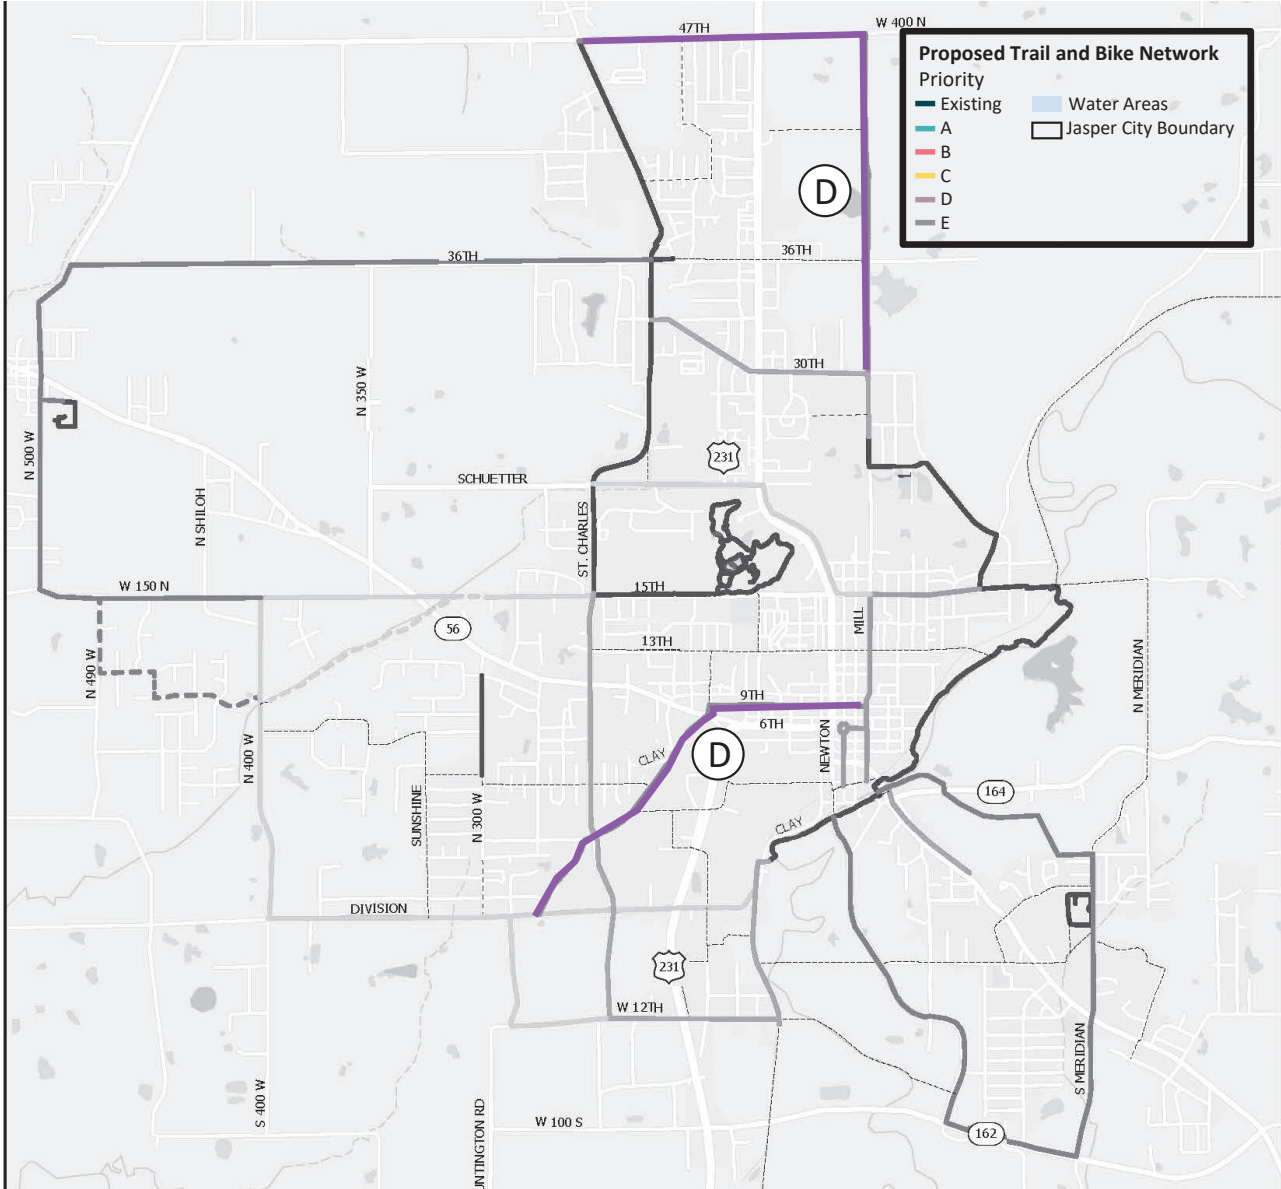 47TH
W 400 N
Proposed Trail and Bike Network
Priority
Existing
A
B
C
D
E
Water Areas
Jasper City Boundary
D
36TH
36TH
30TH
N 350 W
N 500 W
231
SCHUETTER
N SHILOH
ST. CHARLES
W 150 N
15TH
56
13TH
MILL
N 490 W
N MERIDIAN
9TH
6TH
NEWTON
CLAY
D
N 400 W
SUNSHINE
N 300 W
164
CLAY
DIVISION
231
W 12TH
S MERIDIAN
S 400 W
UNTINGTON RD
W 100 S
162